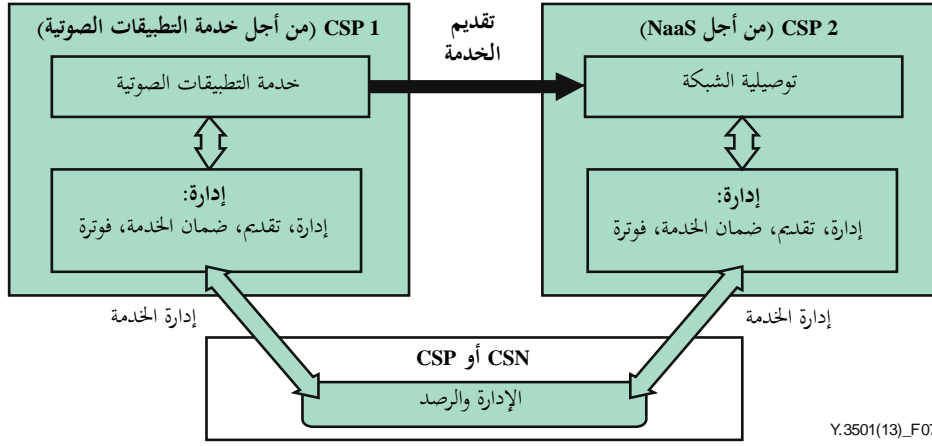 CSP 1 (من أجل خدمة التطبيقات الصوتية)
تقديم
الخدمة
CSP 2 (من أجل NaaS)
خدمة التطبيقات الصوتية
توصيلية الشبكة
إدارة:
إدارة، تقديم، ضمان الخدمة، فوترة
إدارة:
إدارة، تقديم، ضمان الخدمة، فوترة
إدارة الخدمة
إدارة الخدمة
CSN أو CSP
الإدارة والرصد
Y.3501(13)_F07